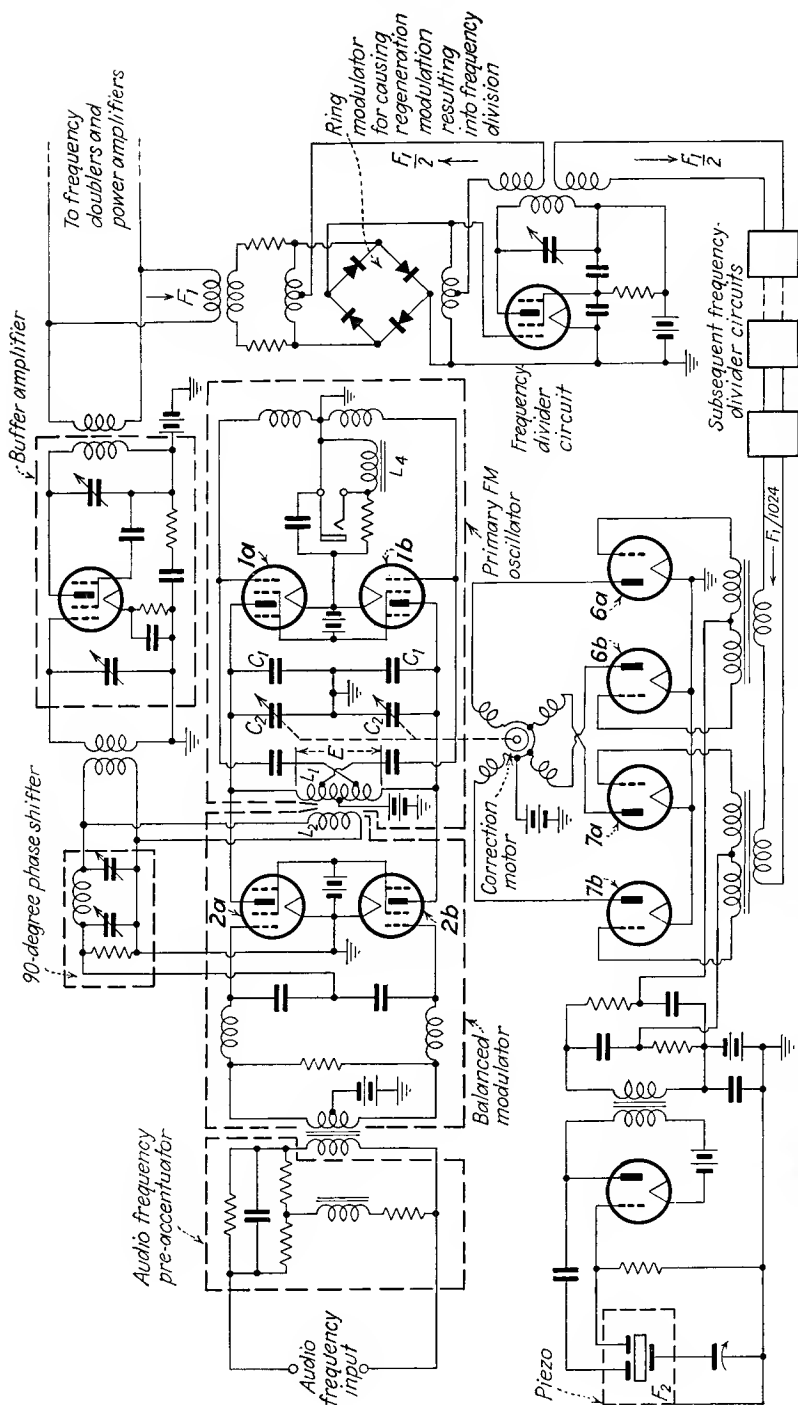 To frequency
doublers and
power amplifiers
Ring
modulator
for causing
regeneration
modulation
resulting
into frequency
division
Buffer amplifier
F₁
F₁/2
F₁/2
90-degree phase shifter
Frequency
divider
circuit
Subsequent frequency-
divider circuits
F₁/1024
1a
1b
L₄
Primary FM
oscillator
C₁
C₁
C₂
C₂
E
L₁
L₂
2a
2b
Balanced
modulator
Correction
motor
6a
6b
7a
7b
Audio frequency
pre-accentuator
Audio
frequency
input
Piezo
F₂